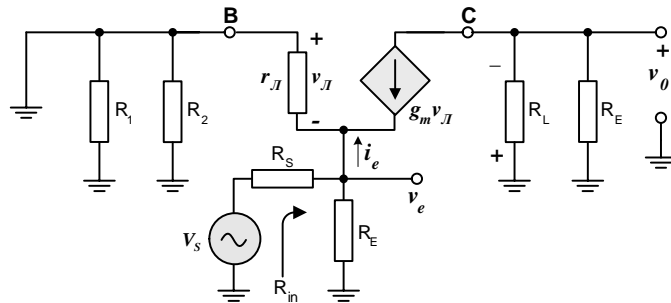 B
C
+
-
+
r_Л
v_Л
g_m v_Л
−
+
+
v_0
R_1
R_2
R_L
R_E
R_S
i_e
v_e
V_S
R_in
R_E